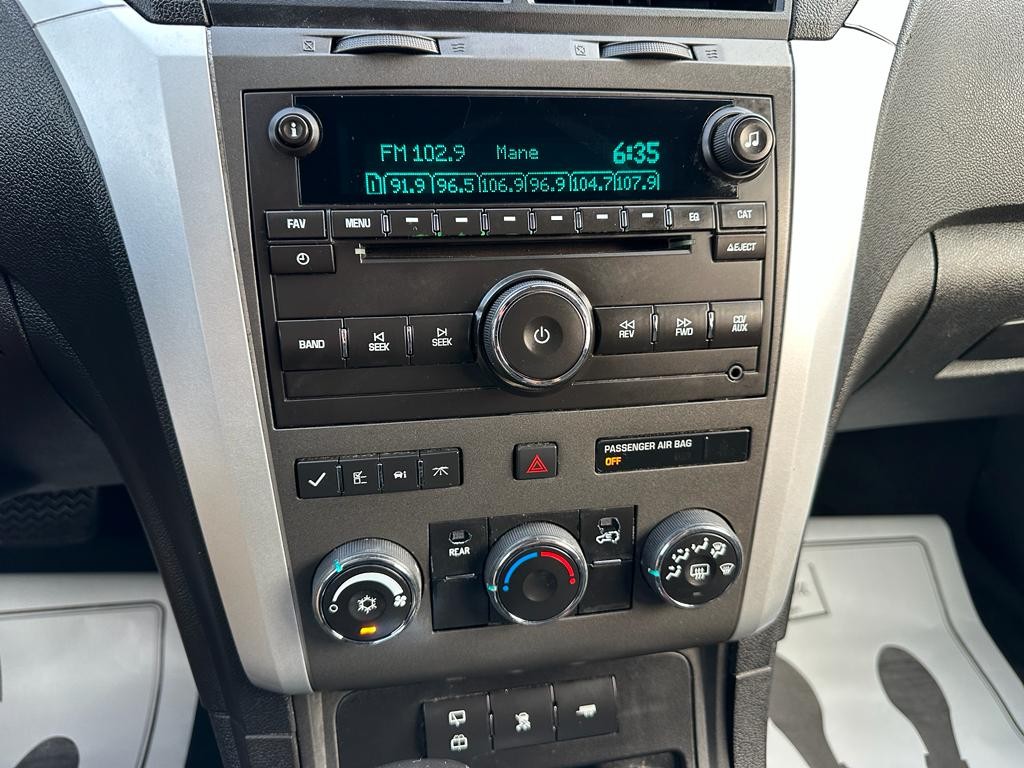 FM 102.9 Mane 6:35
1 91.9 96.5 106.9 96.9 104.7 107.9
FAV MENU EQ CAT
EJECT
BAND SEEK SEEK REV FWD CD/AUX
PASSENGER AIR BAG
OFF
REAR